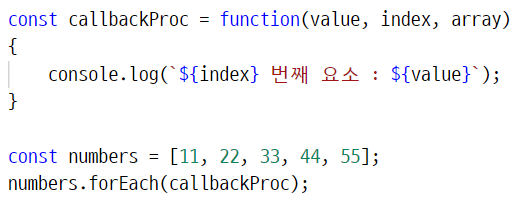 const callbackProc = function(value, index, array)
{
    console.log(`${index} 번째 요소 : ${value}`);
}

const numbers = [11, 22, 33, 44, 55];
numbers.forEach(callbackProc);